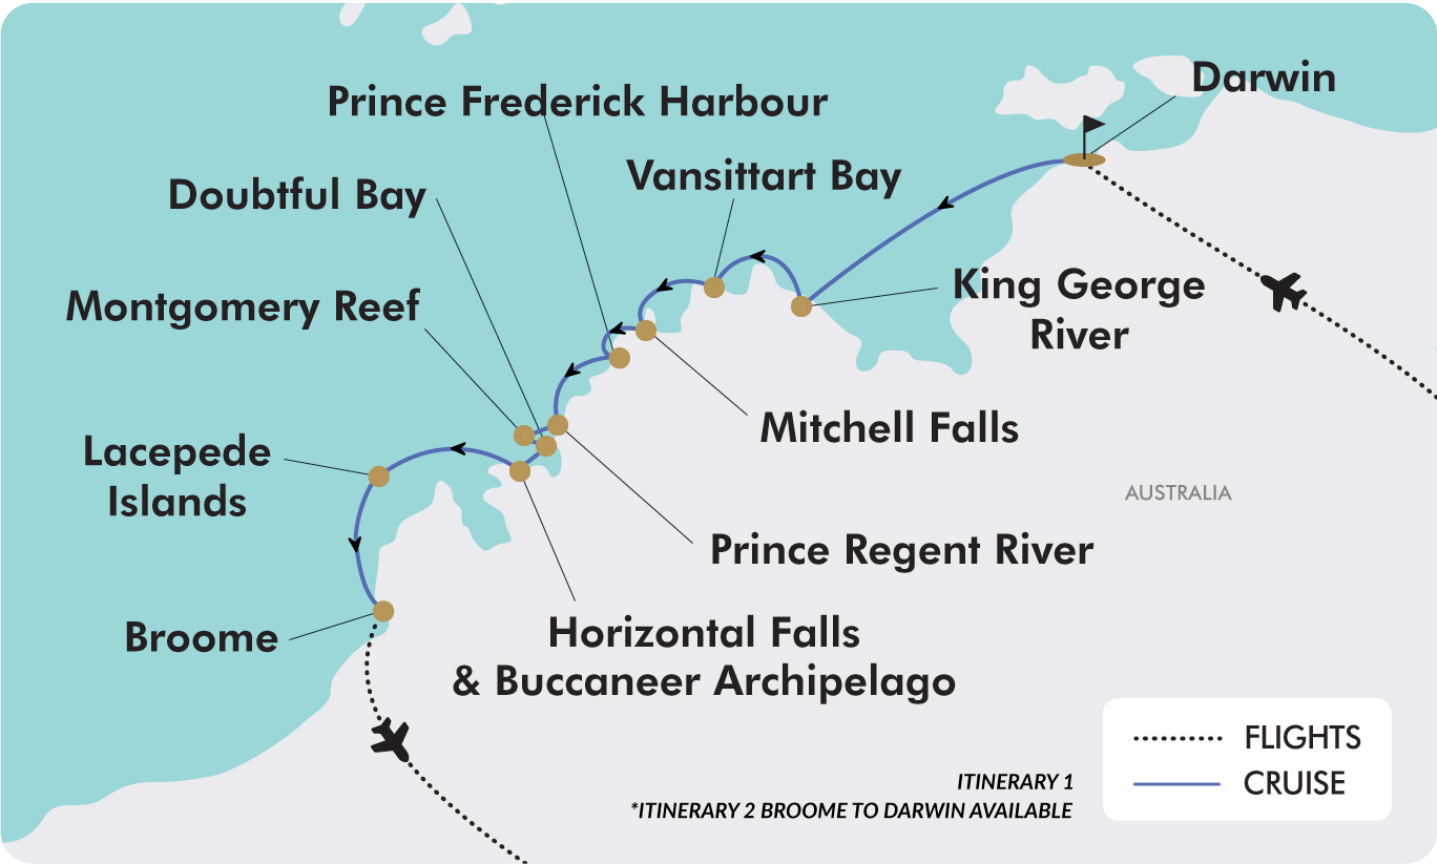 Darwin
Prince Frederick Harbour
Vansittart Bay
Doubtful Bay
King George
River
Montgomery Reef
Mitchell Falls
Lacepede
Islands
AUSTRALIA
Prince Regent River
Broome
Horizontal Falls
& Buccaneer Archipelago
FLIGHTS
CRUISE
ITINERARY 1
*ITINERARY 2 BROOME TO DARWIN AVAILABLE